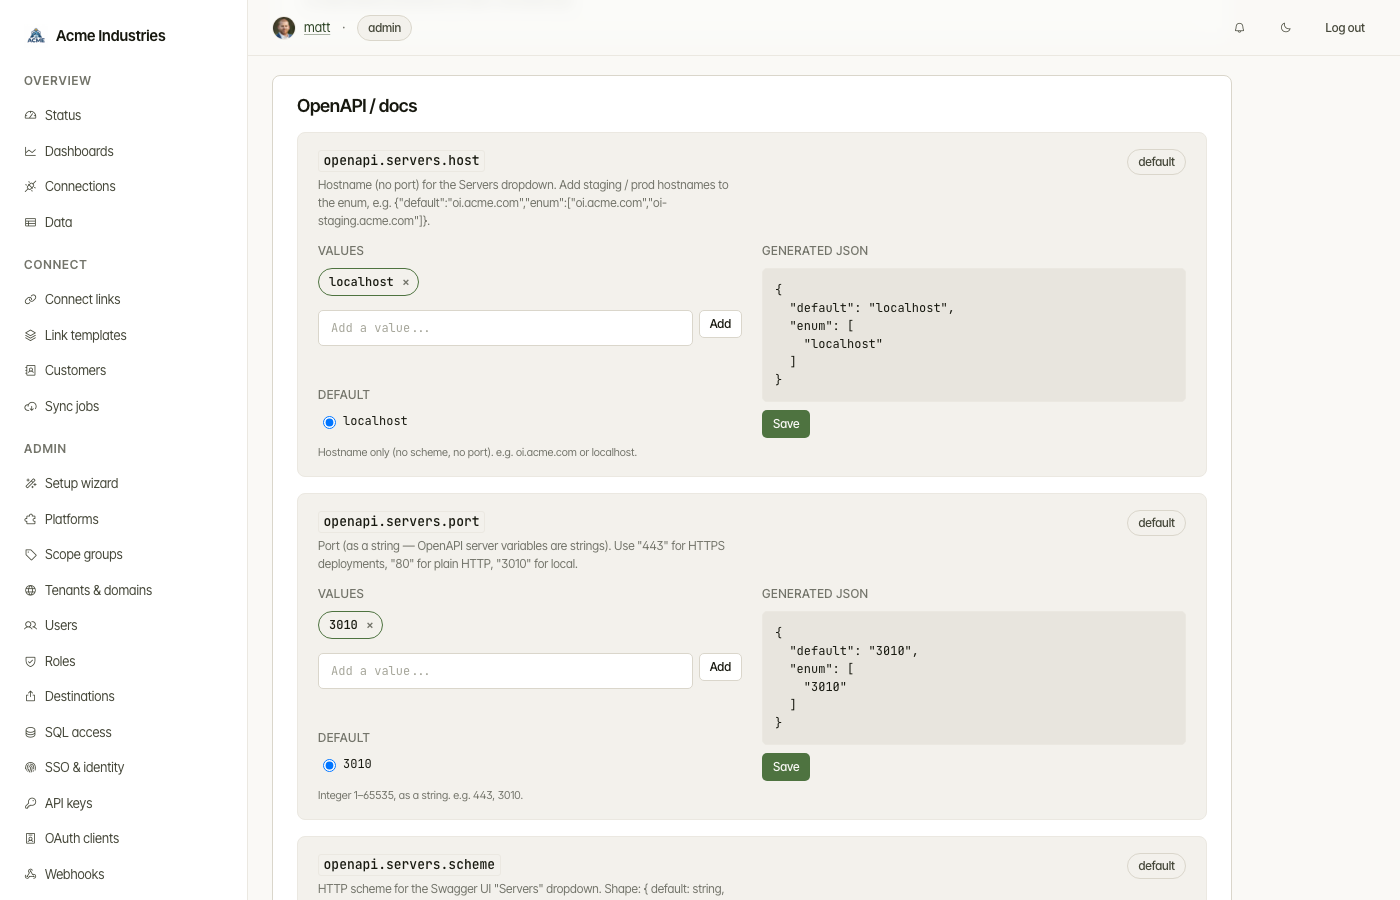 ACME
Acme Industries
OVERVIEW
Status
Dashboards
Connections
Data
CONNECT
Connect links
Link templates
Customers
Sync jobs
ADMIN
Setup wizard
Platforms
Scope groups
Tenants & domains
Users
Roles
Destinations
SQL access
SSO & identity
API keys
OAuth clients
Webhooks
matt · admin
Log out
OpenAPI / docs
openapi.servers.host
default
Hostname (no port) for the Servers dropdown. Add staging / prod hostnames to
the enum, e.g. {"default":"oi.acme.com","enum":["oi.acme.com","oi-
staging.acme.com"]}.
VALUES
localhost ×
Add a value...
Add
DEFAULT
localhost
Hostname only (no scheme, no port). e.g. oi.acme.com or localhost.
GENERATED JSON
{
"default": "localhost",
"enum": [
"localhost"
]
}
Save
openapi.servers.port
default
Port (as a string — OpenAPI server variables are strings). Use "443" for HTTPS
deployments, "80" for plain HTTP, "3010" for local.
VALUES
3010 ×
Add a value...
Add
DEFAULT
3010
Integer 1–65535, as a string. e.g. 443, 3010.
GENERATED JSON
{
"default": "3010",
"enum": [
"3010"
]
}
Save
openapi.servers.scheme
default
HTTP scheme for the Swagger UI "Servers" dropdown. Shape: { default: string,